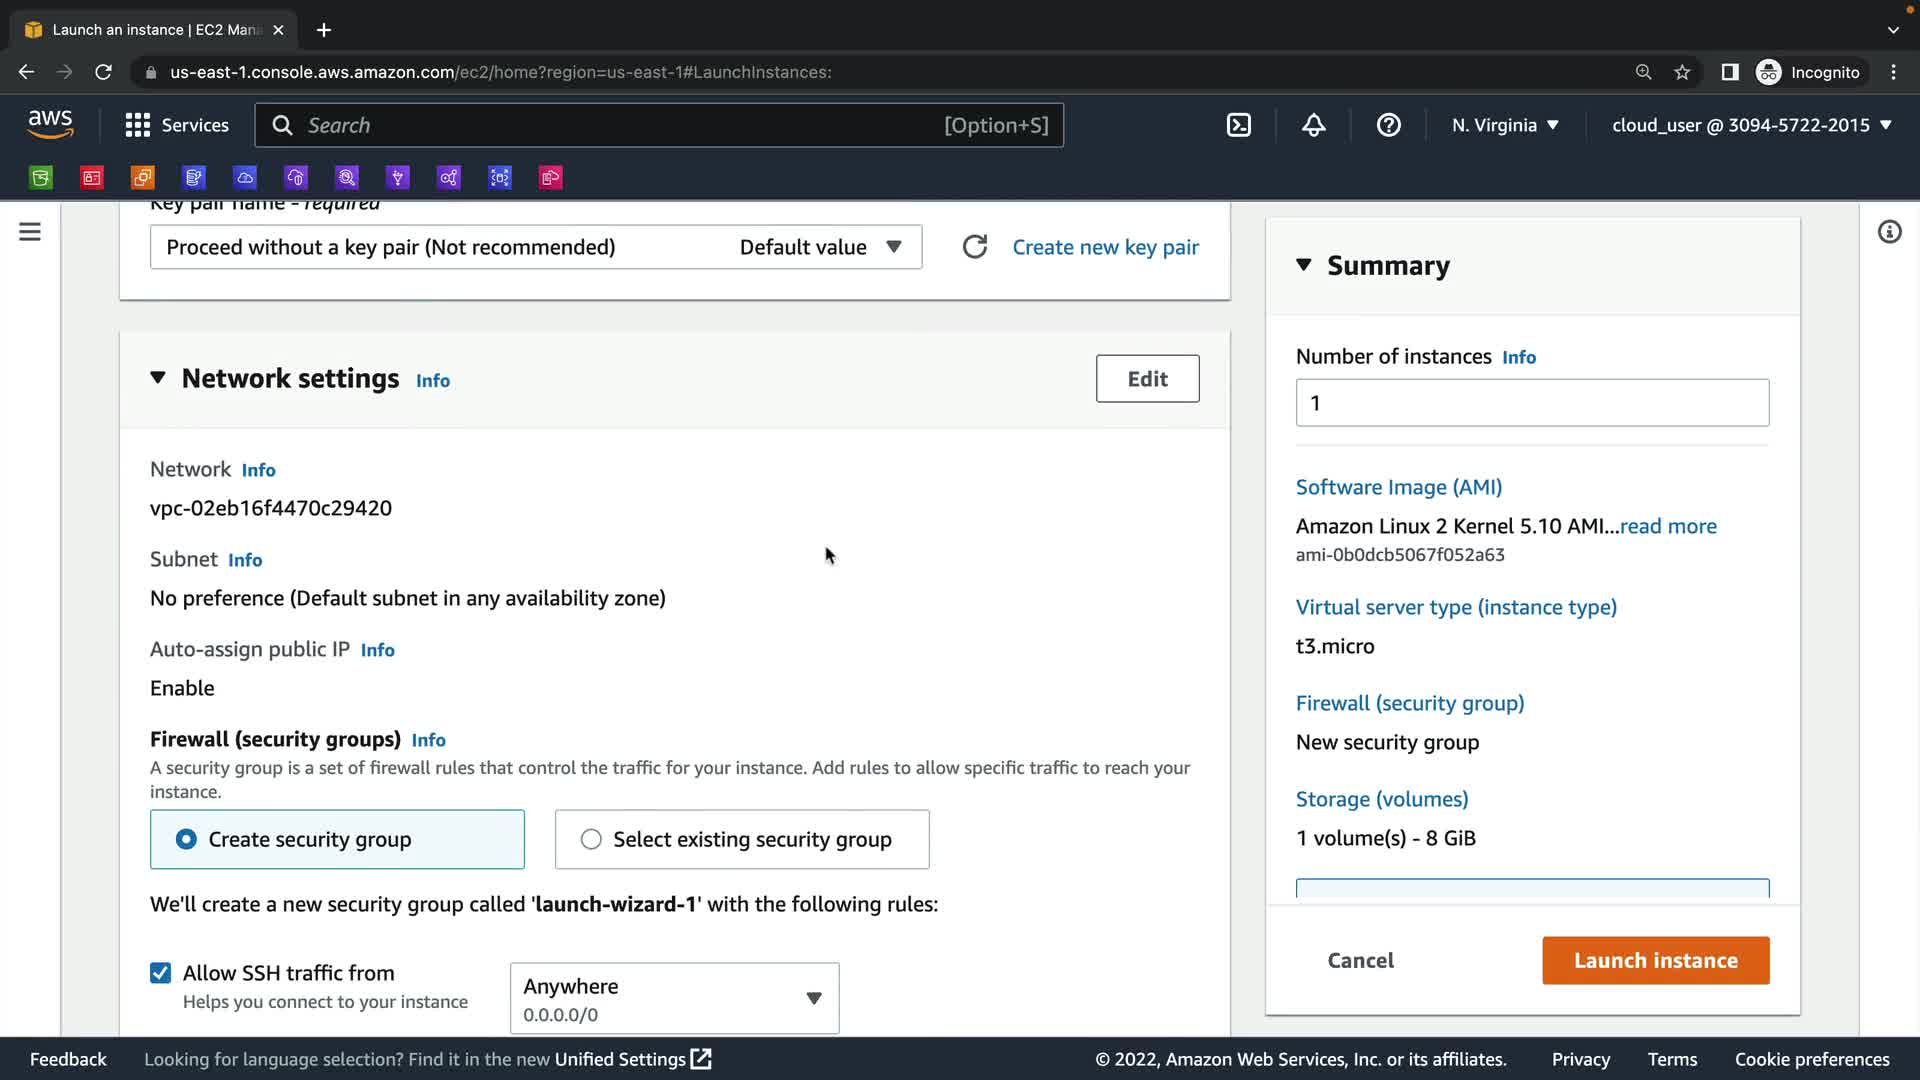 Launch an instance | EC2 Mana
us-east-1.console.aws.amazon.com/ec2/home?region=us-east-1#LaunchInstances:
Incognito
aws
Services
Search
[Option+S]
N. Virginia
cloud_user @ 3094-5722-2015
Key pair name - required
Proceed without a key pair (Not recommended)
Default value
Create new key pair
Network settings Info
Edit
Network Info
vpc-02eb16f4470c29420
Subnet Info
No preference (Default subnet in any availability zone)
Auto-assign public IP Info
Enable
Firewall (security groups) Info
A security group is a set of firewall rules that control the traffic for your instance. Add rules to allow specific traffic to reach your
instance.
Create security group
Select existing security group
We'll create a new security group called 'launch-wizard-1' with the following rules:
Allow SSH traffic from
Helps you connect to your instance
Anywhere
0.0.0.0/0
Summary
Number of instances Info
1
Software Image (AMI)
Amazon Linux 2 Kernel 5.10 AMI...read more
ami-0b0dcb5067f052a63
Virtual server type (instance type)
t3.micro
Firewall (security group)
New security group
Storage (volumes)
1 volume(s) - 8 GiB
Cancel
Launch instance
Feedback
Looking for language selection? Find it in the new Unified Settings
© 2022, Amazon Web Services, Inc. or its affiliates.
Privacy
Terms
Cookie preferences